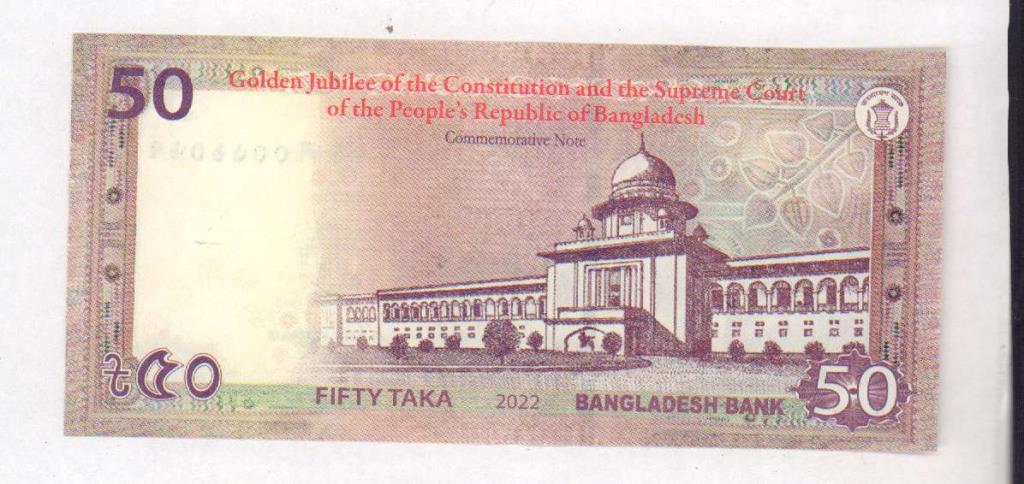 50
Golden Jubilee of the Constitution and the Supreme Court
of the People's Republic of Bangladesh
Commemorative Note
৳৫০
FIFTY TAKA 2022 BANGLADESH BANK 50